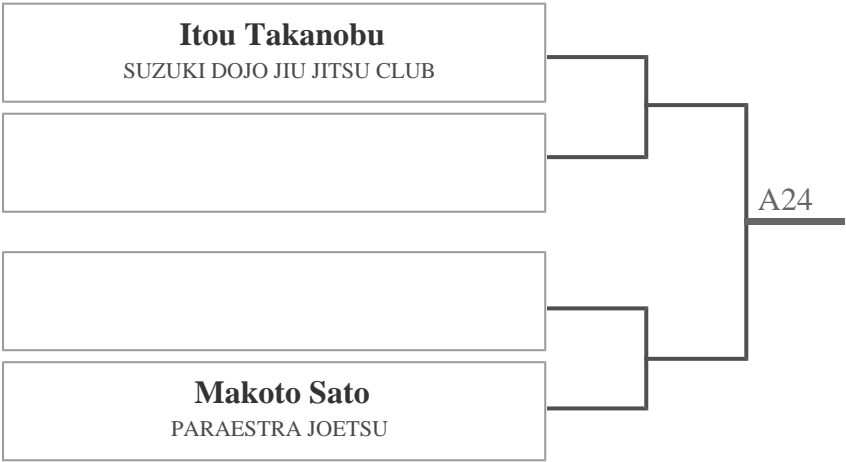 Itou Takanobu
SUZUKI DOJO JIU JITSU CLUB
A24
Makoto Sato
PARAESTRA JOETSU